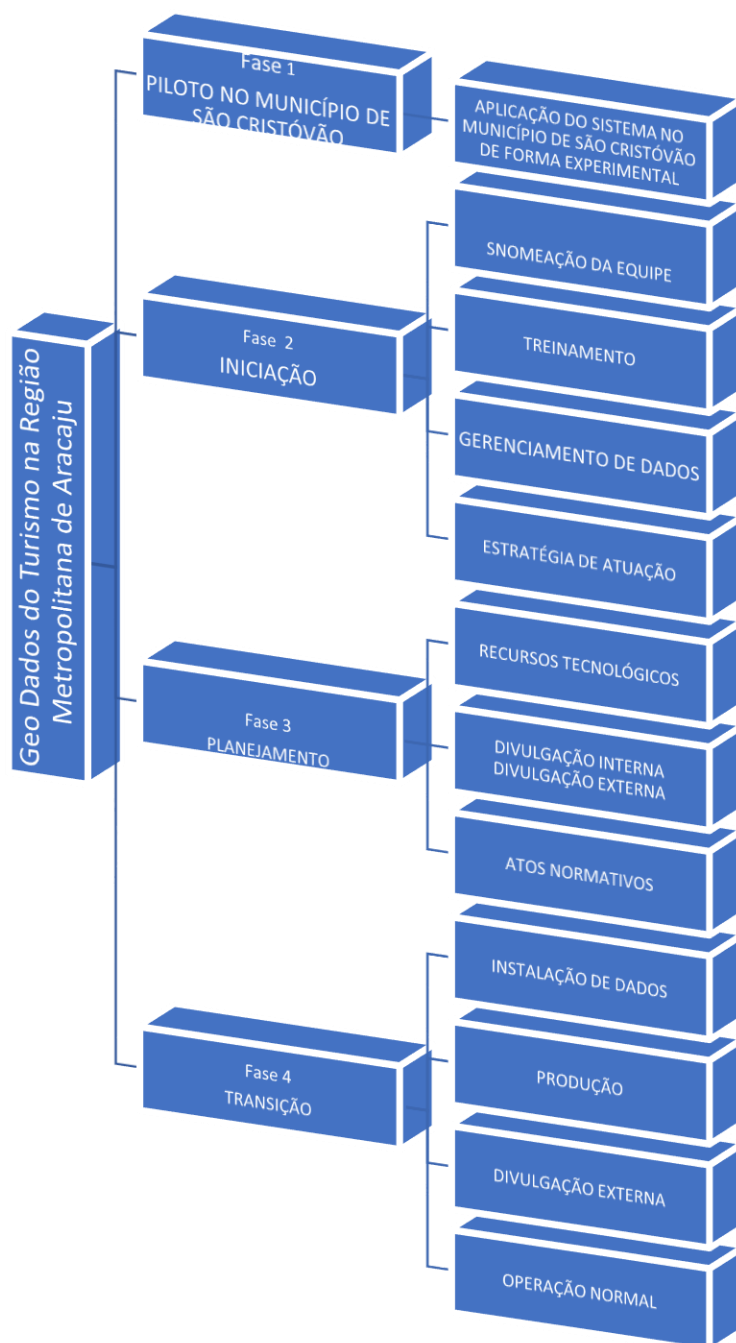 Geo Dados do Turismo na Região
Metropolitana de Aracaju
Fase 1
PILOTO NO MUNICÍPIO DE
SÃO CRISTÓVÃO
APLICAÇÃO DO SISTEMA NO
MUNICÍPIO DE SÃO CRISTÓVÃO
DE FORMA EXPERIMENTAL
Fase 2
INICIAÇÃO
SNOMEAÇÃO DA EQUIPE
TREINAMENTO
GERENCIAMENTO DE DADOS
ESTRATÉGIA DE ATUAÇÃO
Fase 3
PLANEJAMENTO
RECURSOS TECNOLÓGICOS
DIVULGAÇÃO INTERNA
DIVULGAÇÃO EXTERNA
ATOS NORMATIVOS
Fase 4
TRANSIÇÃO
INSTALAÇÃO DE DADOS
PRODUÇÃO
DIVULGAÇÃO EXTERNA
OPERAÇÃO NORMAL